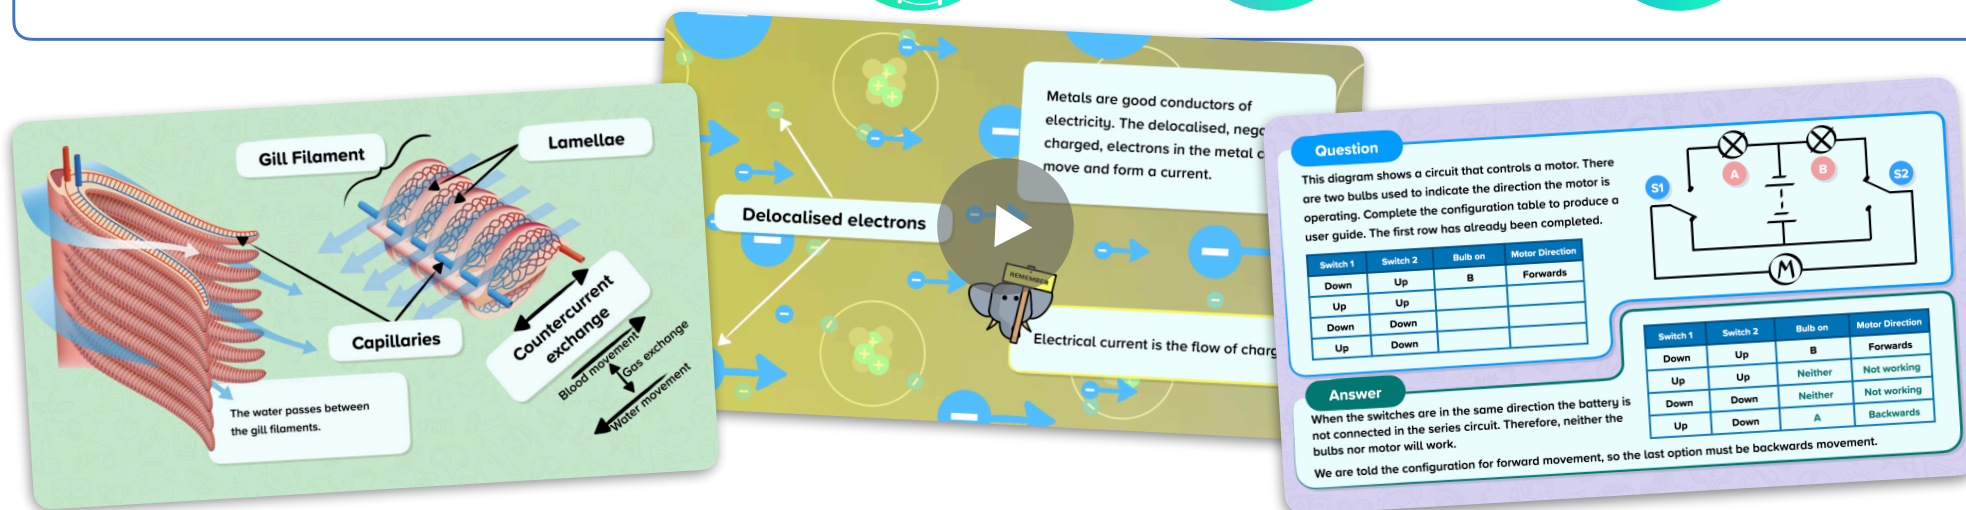 Gill Filament
Lamellae
Capillaries
Countercurrent
exchange
Blood movement
Gas exchange
Water movement
The water passes between
the gill filaments.
Metals are good conductors of
electricity. The delocalised,
charged, electrons in the metal
move and form a current.
Delocalised electrons
REMEMBER
Electrical current is the flow of
Question
This diagram shows a circuit that controls a motor. There
are two bulbs used to indicate the direction the motor is
operating. Complete the configuration table to produce a
user guide. The first row has already been completed.
Switch 1 Switch 2 Bulb on Motor Direction
Down Up B Forwards
Up Up
Down Down
Up Down
A
B
S1
S2
M
Answer
When the switches are in the same direction the battery is
not connected in the series circuit. Therefore, neither the
bulbs nor motor will work.
We are told the configuration for forward movement, so the last option must be backwards movement.
Switch 1 Switch 2 Bulb on Motor Direction
Down Up B Forwards
Up Up Neither Not working
Down Down Neither Not working
Up Down A Backwards